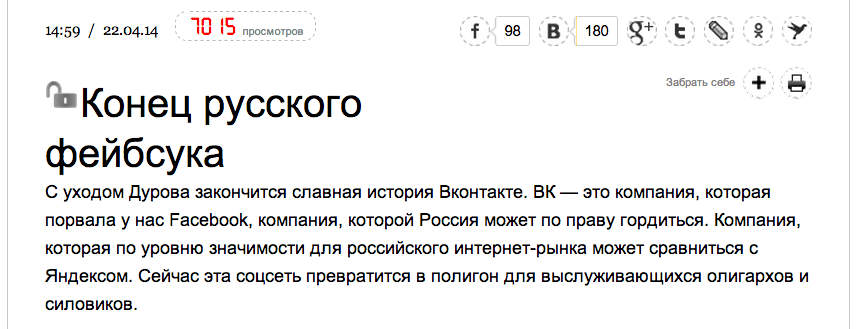 14:59 / 22.04.14 7015 просмотров f 98 B 180 g+ t
Забрать себе +
Конец русского
фейбсука
С уходом Дурова закончится славная история Вконтакте. ВК — это компания, которая
порвала у нас Facebook, компания, которой Россия может по праву гордиться. Компания,
которая по уровню значимости для российского интернет-рынка может сравниться с
Яндексом. Сейчас эта соцсеть превратится в полигон для выслуживающихся олигархов и
силовиков.